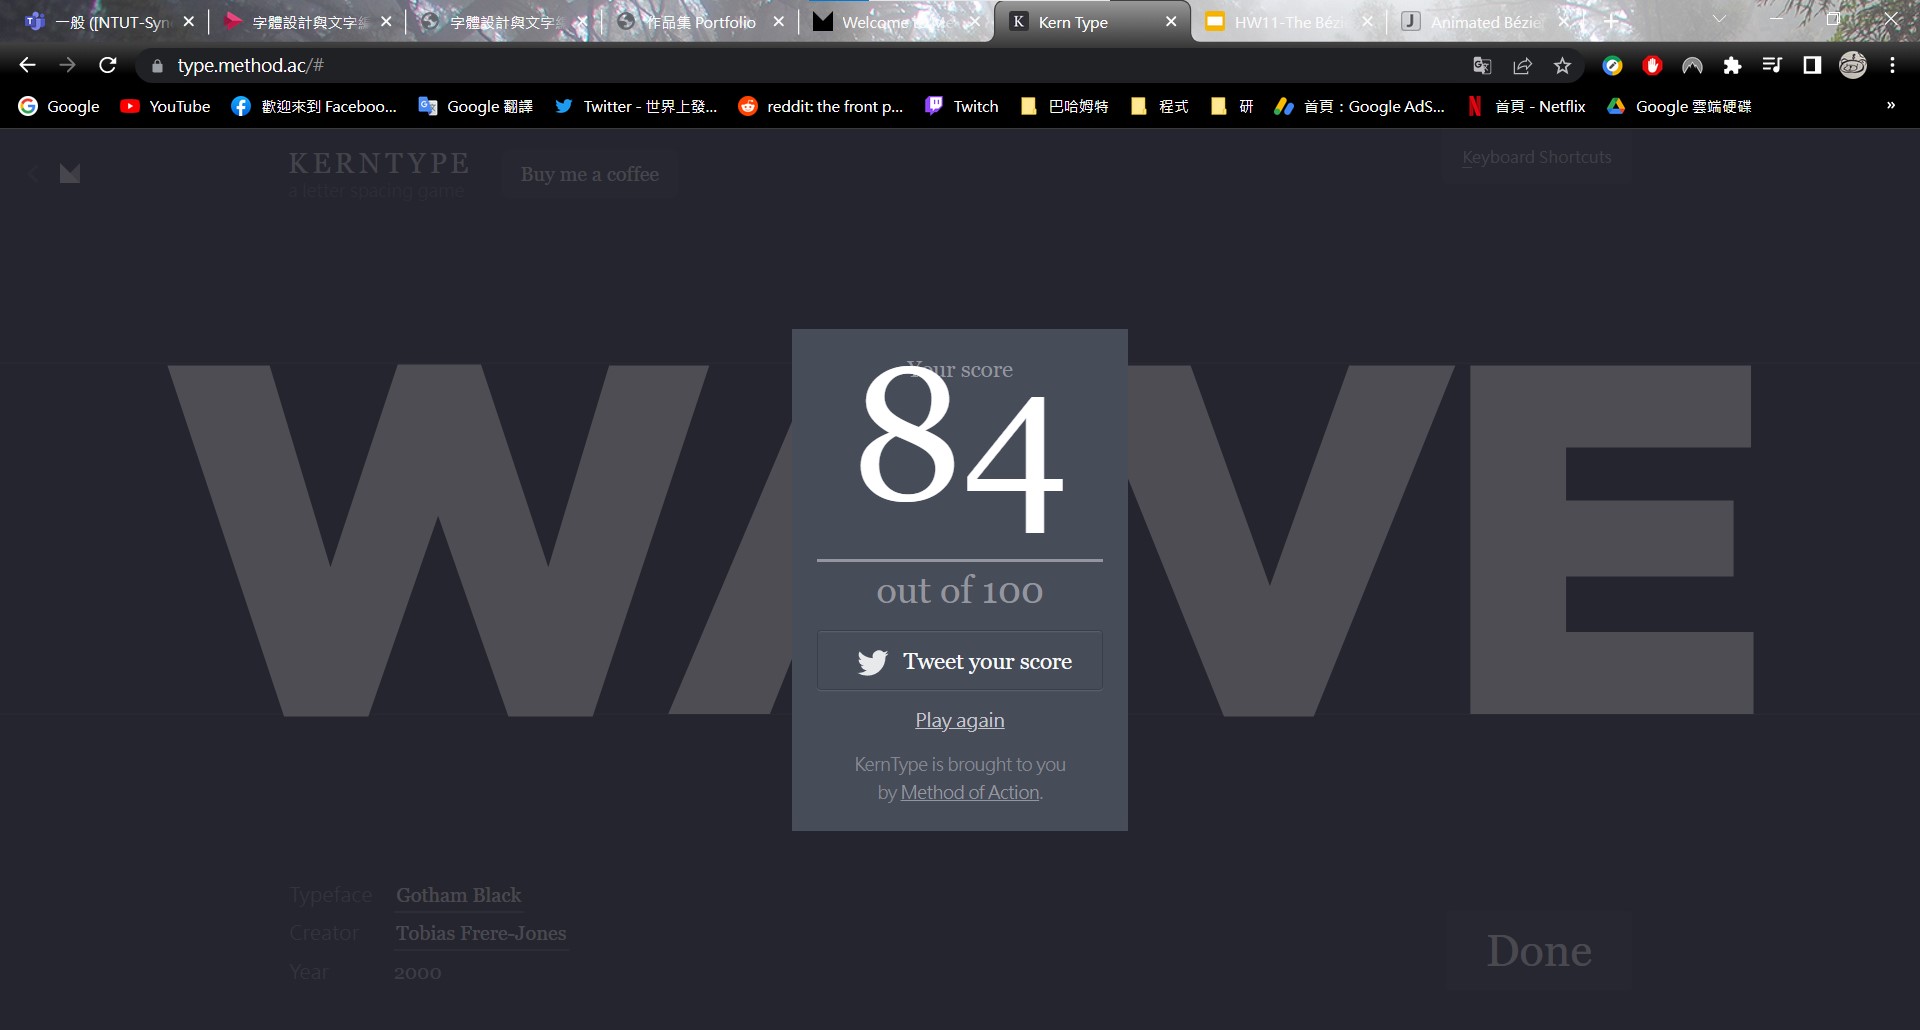 一般 ([NTUT-Syn
字體設計與文字編
字體設計與文字編
作品集 Portfolio
Welcome
Kern Type
HW11-The Bézi
Animated Bézie
type.method.ac/#
Google
YouTube
歡迎來到 Faceboo...
Google 翻譯
Twitter - 世界上發...
reddit: the front p...
Twitch
巴哈姆特
程式
研
首頁：Google AdS...
首頁 - Netflix
Google 雲端硬碟
»
KERNTYPE
a letter spacing game
Buy me a coffee
Keyboard Shortcuts
WAVE
Your score
84
out of 100
Tweet your score
Play again
KernType is brought to you
by Method of Action.
Typeface Gotham Black
Creator Tobias Frere-Jones
Year 2000
Done